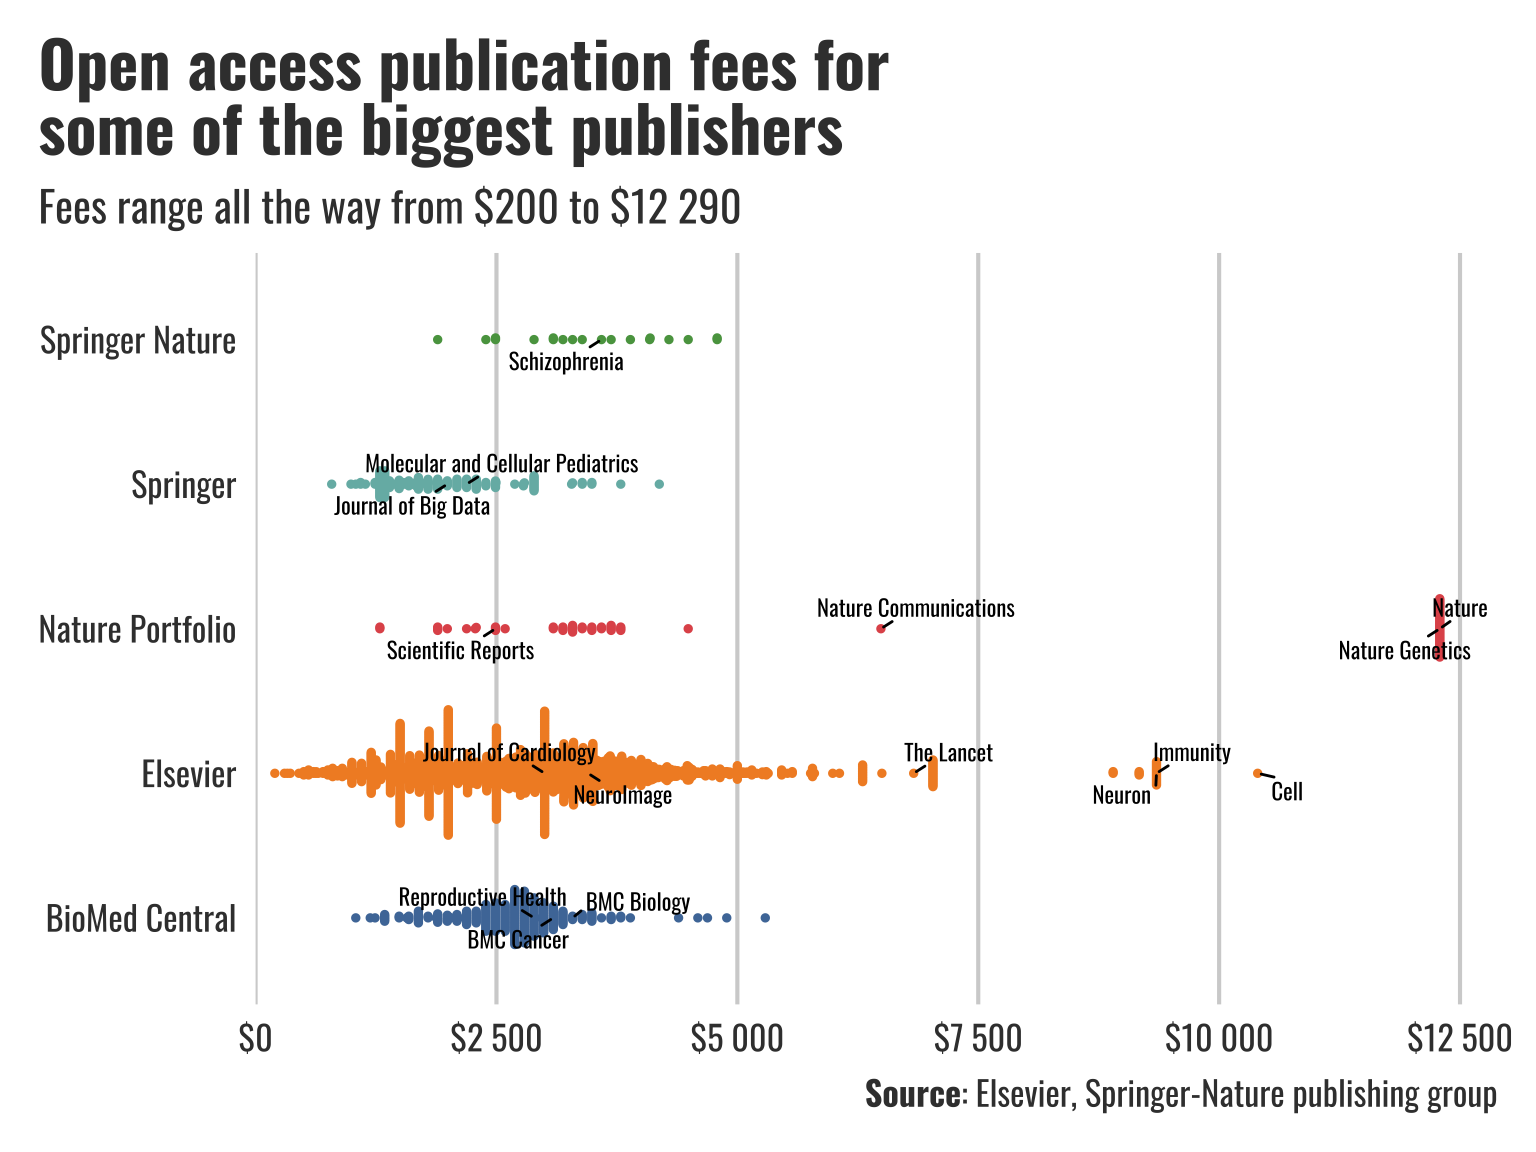 Open access publication fees for
some of the biggest publishers
Fees range all the way from $200 to $12 290
Springer Nature
Schizophrenia
Springer
Molecular and Cellular Pediatrics
Journal of Big Data
Nature Portfolio
Scientific Reports
Nature Communications
Nature
Nature Genetics
Elsevier
Journal of Cardiology
NeuroImage
The Lancet
Immunity
Neuron
Cell
BioMed Central
Reproductive Health
BMC Biology
BMC Cancer
$0 $2 500 $5 000 $7 500 $10 000 $12 500
Source: Elsevier, Springer-Nature publishing group